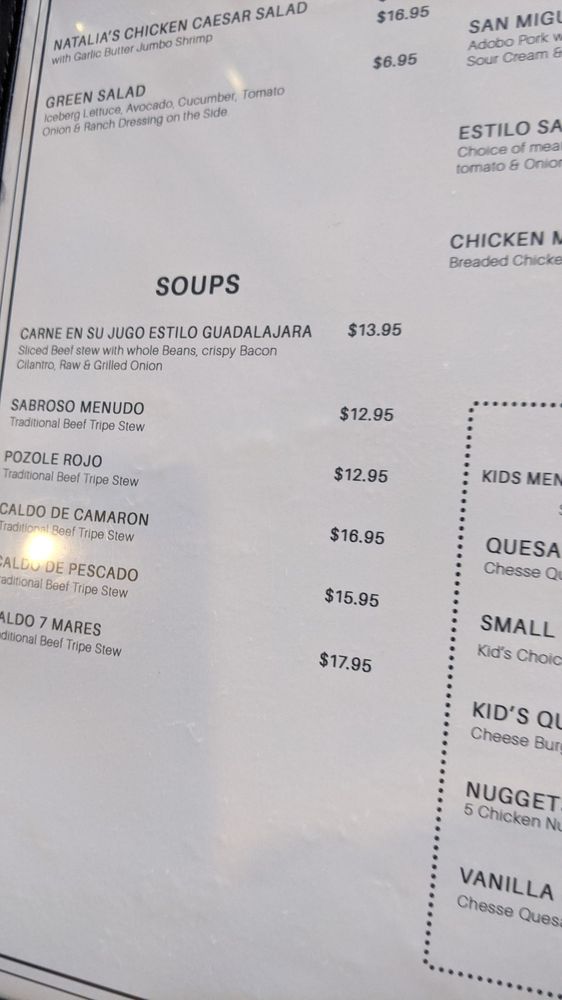 NATALIA'S CHICKEN CAESAR SALAD $16.95
with Garlic Butter Jumbo Shrimp
GREEN SALAD $6.95
Iceberg Lettuce, Avocado, Cucumber, Tomato
Onion & Ranch Dressing on the Side
SOUPS
CARNE EN SU JUGO ESTILO GUADALAJARA $13.95
Sliced Beef stew with whole Beans, crispy Bacon
Cilantro, Raw & Grilled Onion
SABROSO MENUDO $12.95
Traditional Beef Tripe Stew
POZOLE ROJO $12.95
Traditional Beef Tripe Stew
CALDO DE CAMARON $16.95
Traditional Beef Tripe Stew
CALDO DE PESCADO $15.95
aditional Beef Tripe Stew
ALDO 7 MARES $17.95
ditional Beef Tripe Stew
SAN MIGU
Adobo Pork w
Sour Cream &
ESTILO SA
Choice of mea
tomato & Onion
CHICKEN M
Breaded Chicke
KIDS MEN
QUESA
Chesse Qu
SMALL
Kid's Choic
KID'S QU
Cheese Burg
NUGGET
5 Chicken Nu
VANILLA
Chesse Quesa